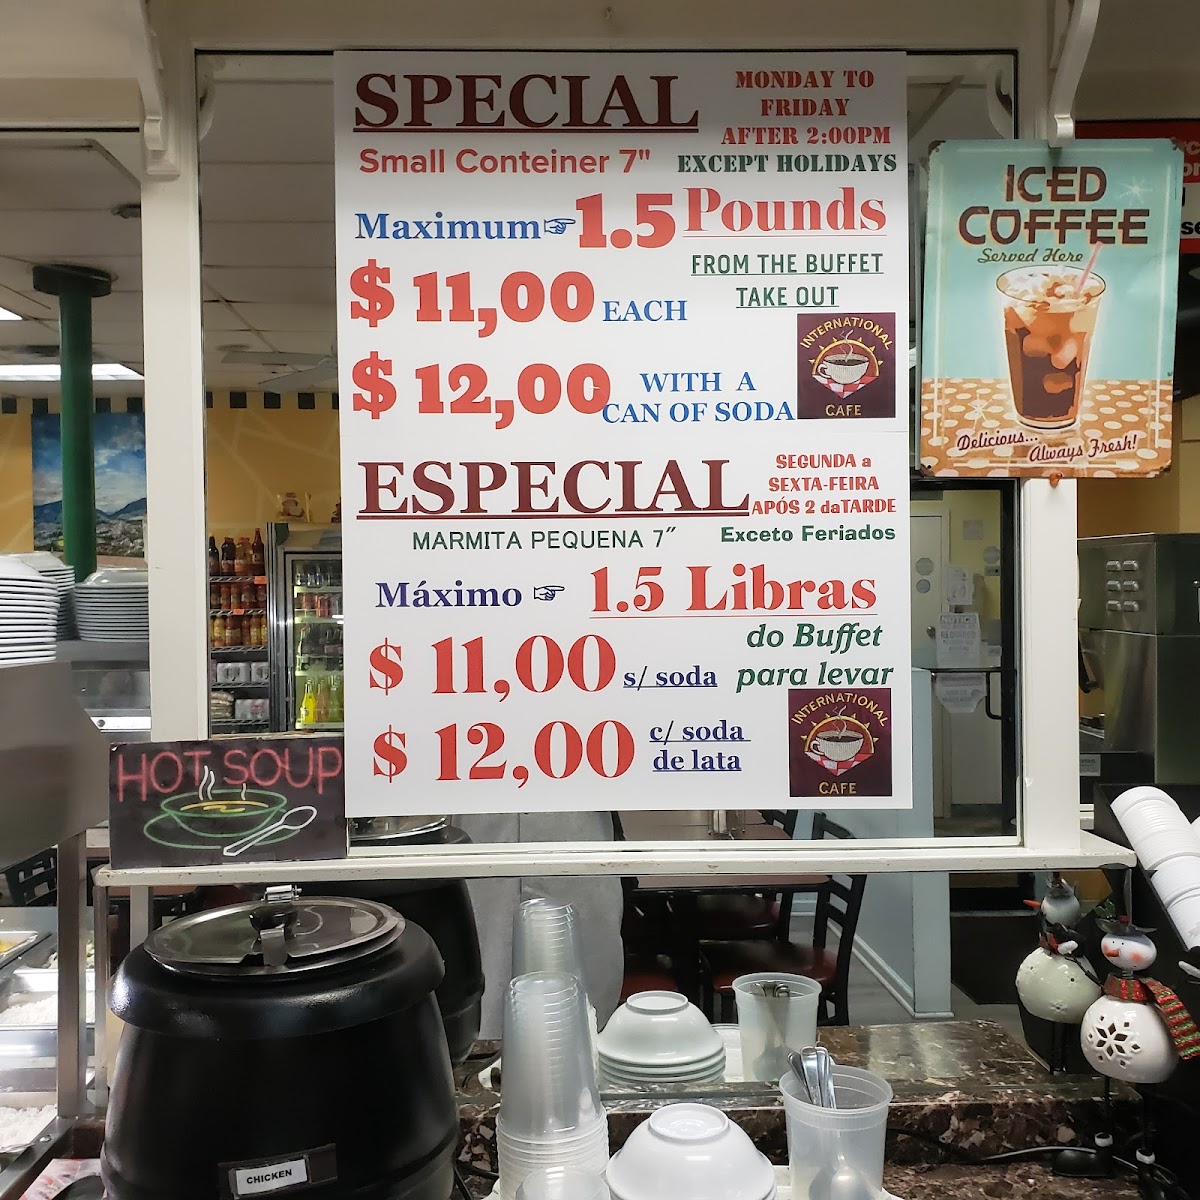 SPECIAL
MONDAY TO
FRIDAY
AFTER 2:00PM
EXCEPT HOLIDAYS
Small Conteiner 7"
Maximum☞1.5 Pounds
FROM THE BUFFET
TAKE OUT
$ 11,00 EACH
$ 12,00 WITH A
CAN OF SODA
INTERNATIONAL
CAFE
ESPECIAL
SEGUNDA a
SEXTA-FEIRA
APÓS 2 daTARDE
Exceto Feriados
MARMITA PEQUENA 7″
Máximo ☞ 1.5 Libras
do Buffet
para levar
$ 11,00 s/ soda
$ 12,00 c/ soda
de lata
INTERNATIONAL
CAFE
ICED
COFFEE
Served Here
Delicious...
Always Fresh!
HOT SOUP
CHICKEN
NOTICE